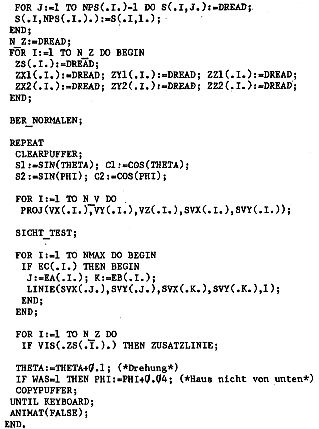 FOR J:=1 TO NPS(.I.)-1 DO S(.I,J.):=DREAD;
S(.I,NPS(.I.).):=S(.I,1.);
END;
N_Z:=DREAD;
FOR I:=1 TO N_Z DO BEGIN
ZS(.I.):=DREAD;
ZX1(.I.):=DREAD; ZY1(.I.):=DREAD; ZZ1(.I.):=DREAD;
ZX2(.I.):=DREAD; ZY2(.I.):=DREAD; ZZ2(.I.):=DREAD;
END;
BER_NORMALEN;
REPEAT
CLEARPUFFER;
S1:=SIN(THETA); C1:=COS(THETA);
S2:=SIN(PHI); C2:=COS(PHI);
FOR I:=1 TO N_V DO
PROJ(VX(.I.),VY(.I.),VZ(.I.),SVX(.I.),SVY(.I.));
SICHT_TEST;
FOR I:=1 TO NMAX DO BEGIN
IF EC(.I.) THEN BEGIN
J:=EA(.I.); K:=EB(.I.);
LINIE(SVX(.J.),SVY(.J.),SVX(.K.),SVY(.K.),1);
END;
END;
FOR I:=1 TO N_Z DO
IF VIS(.ZS(.I.).) THEN ZUSATZLINIE;
THETA:=THETA+0.1; (*Drehung*)
IF WAS=1 THEN PHI:=PHI+0.04; (*Haus nicht von unten*)
COPYPUFFER;
UNTIL KEYBOARD;
ANIMAT(FALSE);
END.